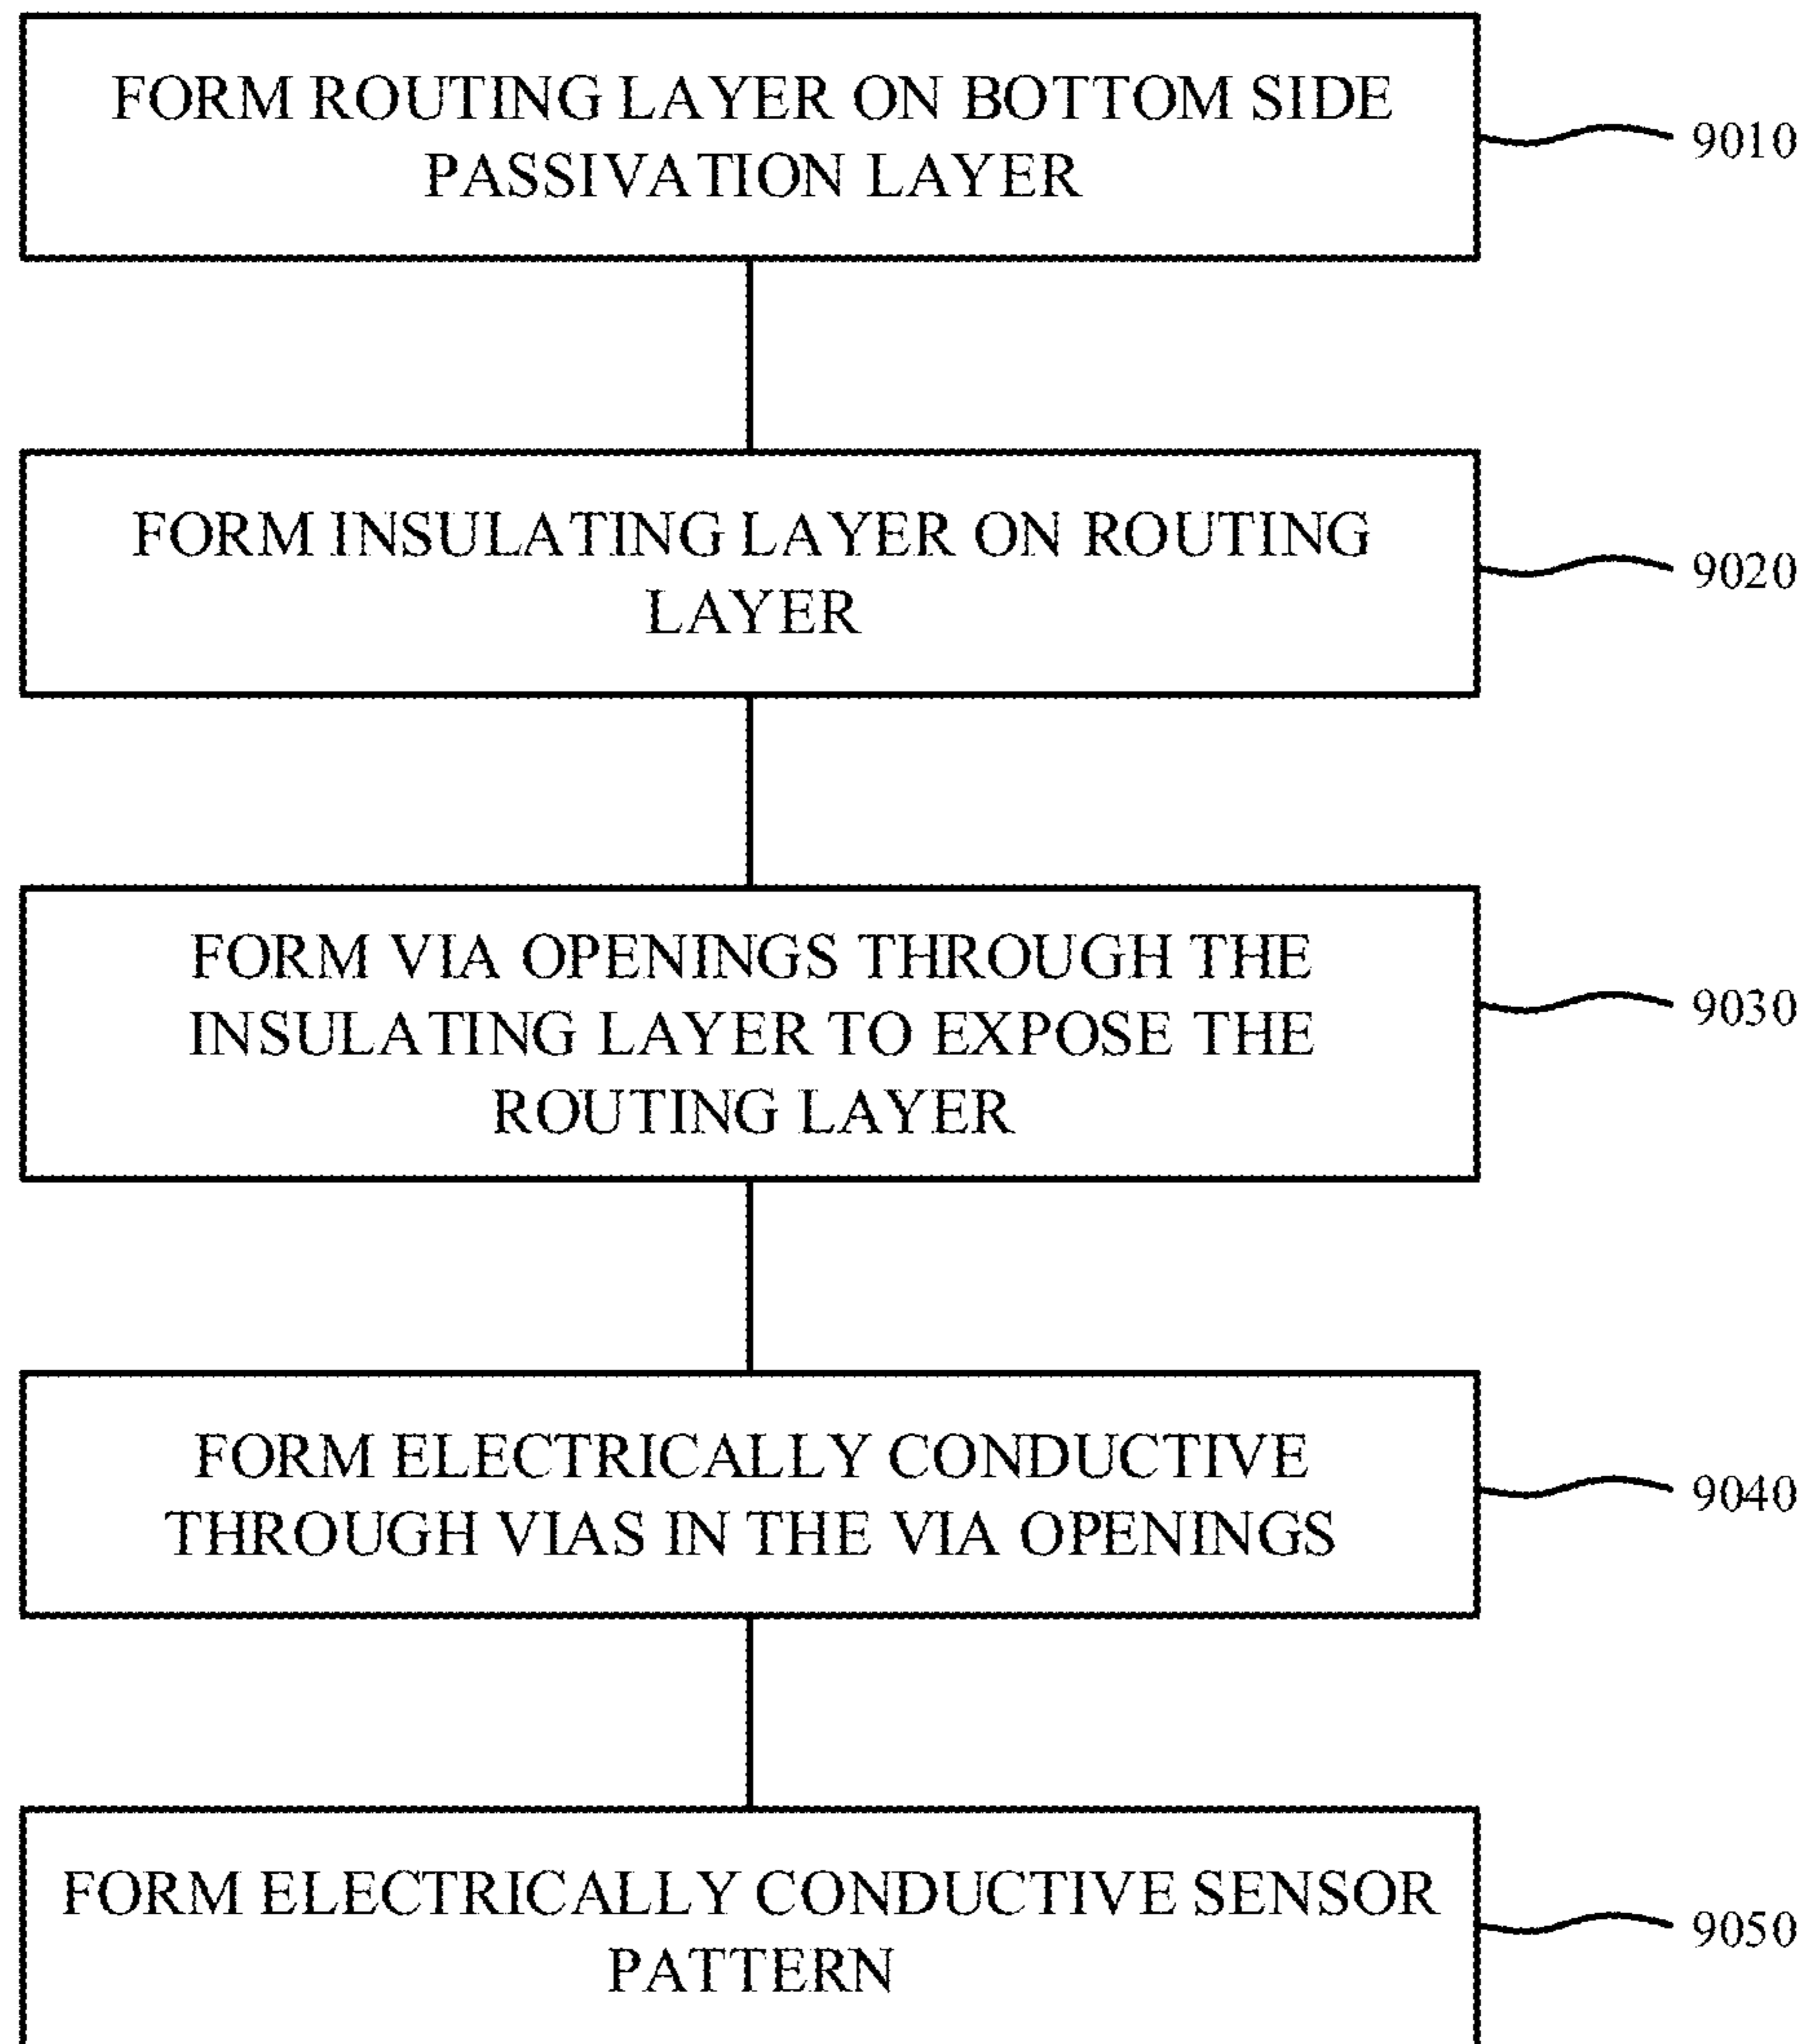 FORM ROUTING LAYER ON BOTTOM SIDE
PASSIVATION LAYER
9010
FORM INSULATING LAYER ON ROUTING
LAYER
9020
FORM VIA OPENINGS THROUGH THE
INSULATING LAYER TO EXPOSE THE
ROUTING LAYER
9030
FORM ELECTRICALLY CONDUCTIVE
THROUGH VIAS IN THE VIA OPENINGS
9040
FORM ELECTRICALLY CONDUCTIVE SENSOR
PATTERN
9050